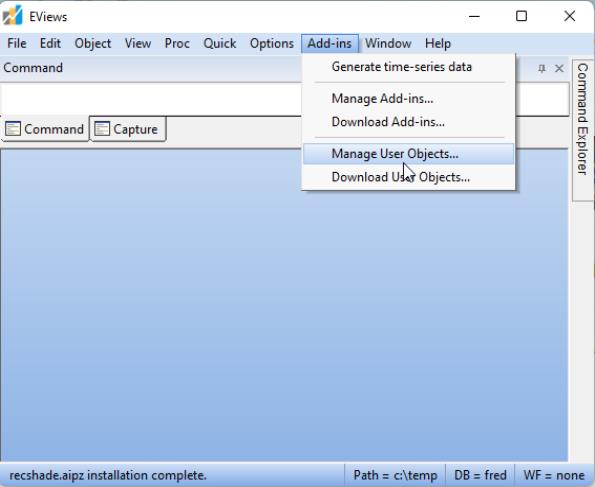 EViews
File Edit Object View Proc Quick Options Add-ins Window Help
Command
Generate time-series data
Manage Add-ins...
Download Add-ins...
Manage User Objects...
Download User Objects...
Command Capture
Command Explorer
recshade.aipz installation complete. Path = c:\temp DB = fred WF = none